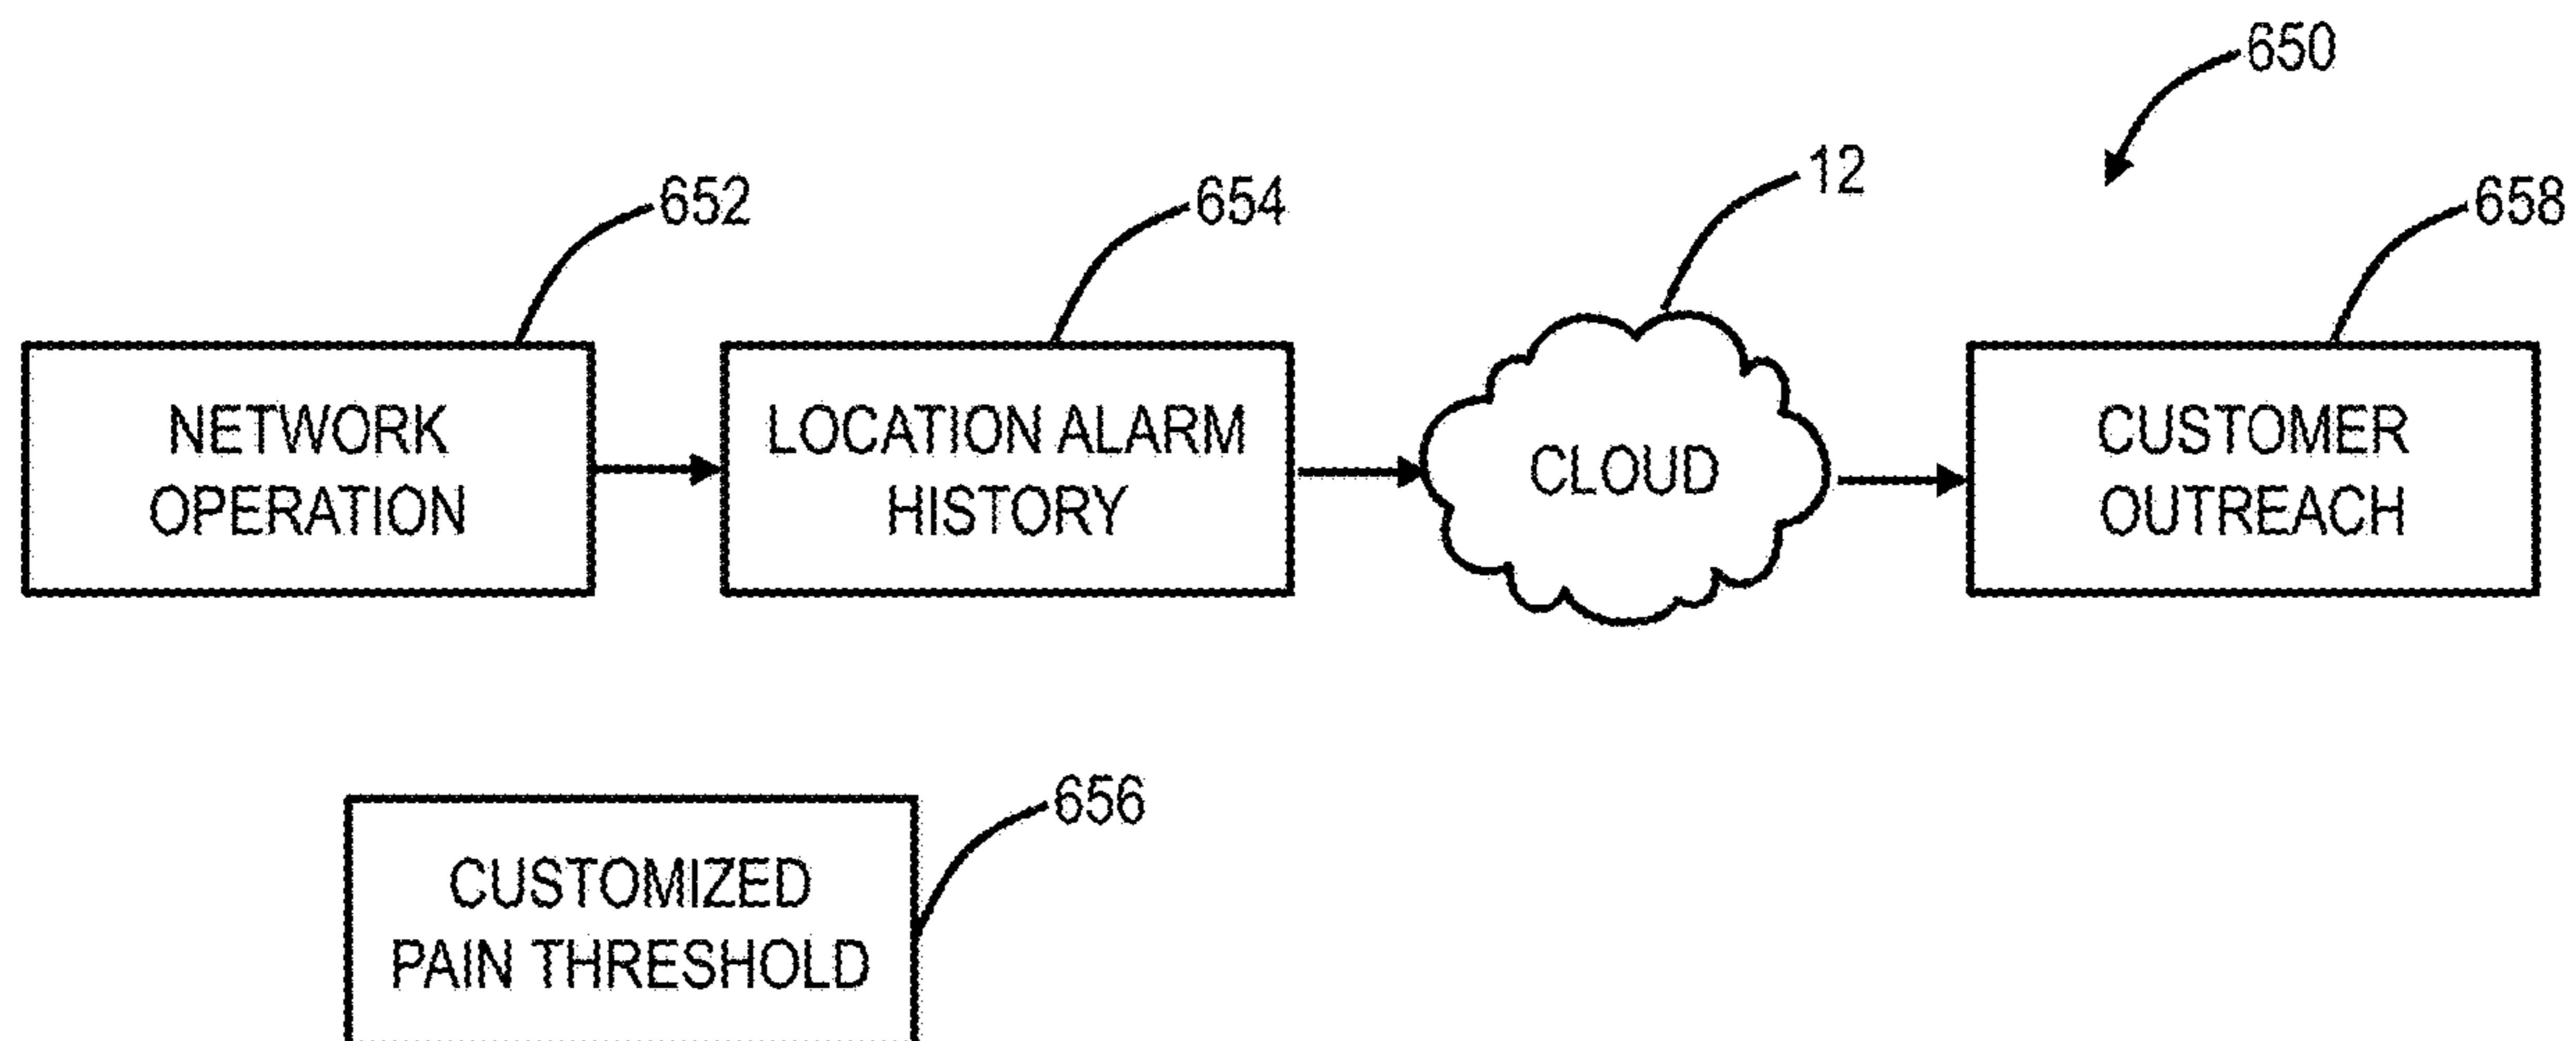 650
12
652
654
658
NETWORK
OPERATION
LOCATION ALARM
HISTORY
CLOUD
CUSTOMER
OUTREACH
656
CUSTOMIZED
PAIN THRESHOLD